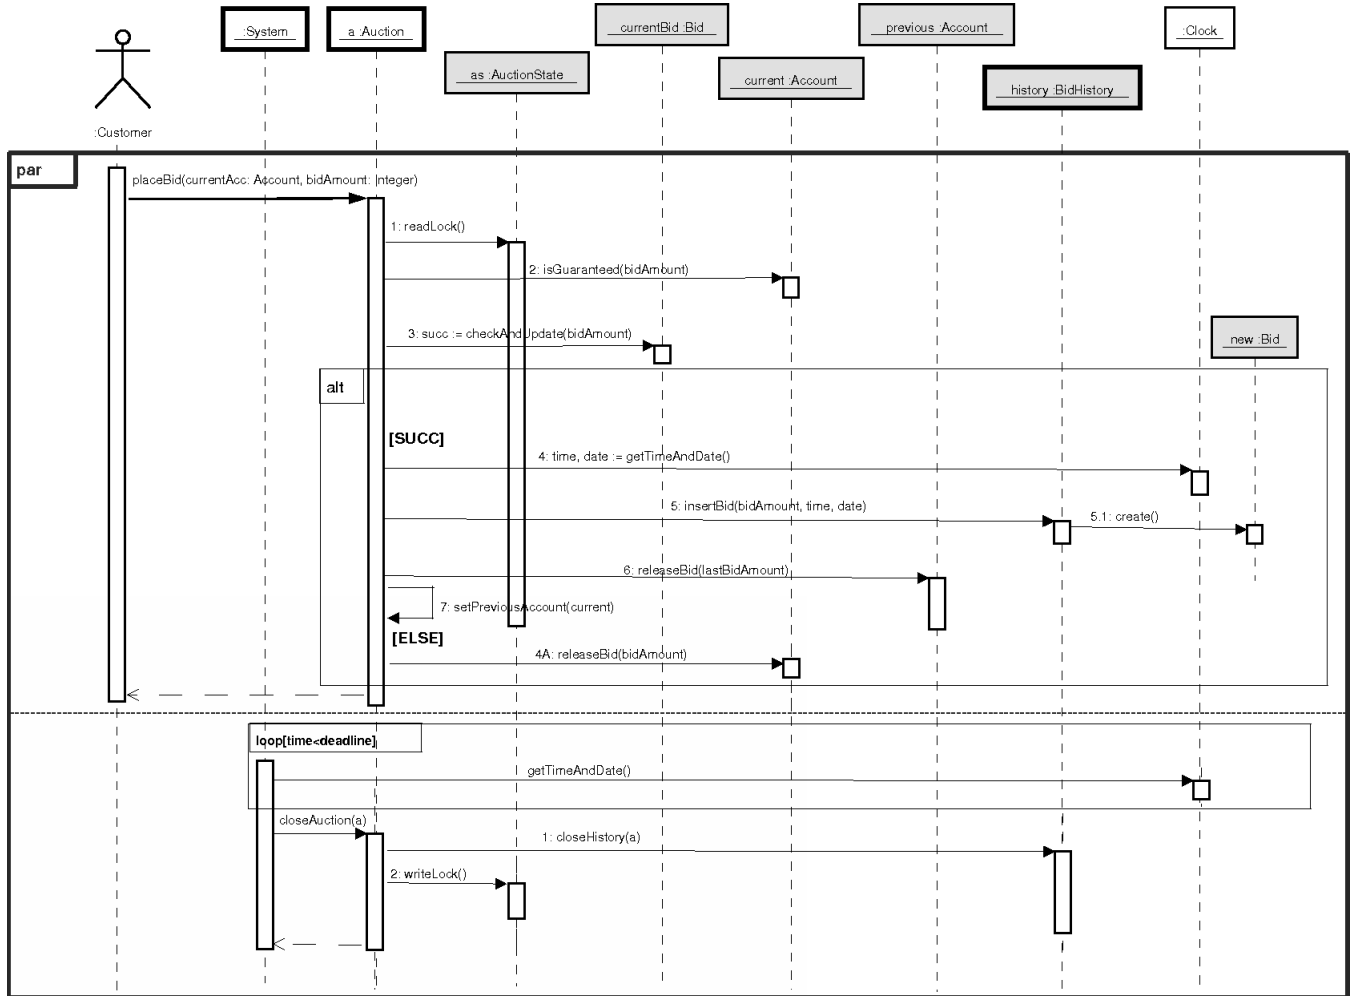 :System
a :Auction
currentBid :Bid
previous :Account
:Clock
as :AuctionState
current :Account
history :BidHistory
:Customer
par
placeBid(currentAcc: Account, bidAmount: Integer)
1: readLock()
2: isGuaranteed(bidAmount)
3: succ := checkAndUpdate(bidAmount)
new :Bid
alt
[SUCC]
4: time, date := getTimeAndDate()
5: insertBid(bidAmount, time, date)
5.1: create()
6: releaseBid(lastBidAmount)
7: setPreviousAccount(current)
[ELSE]
4A: releaseBid(bidAmount)
loop[time<deadline]
getTimeAndDate()
closeAuction(a)
1: closeHistory(a)
2: writeLock()